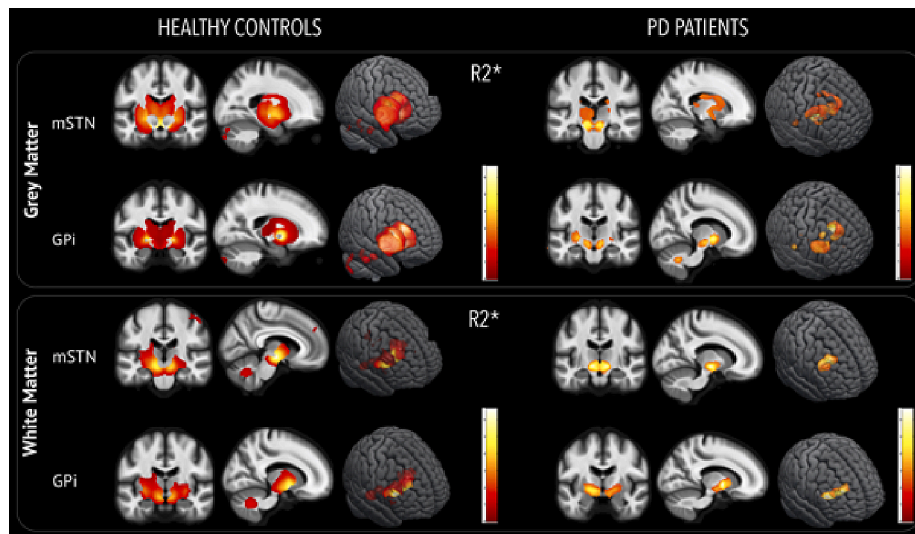 HEALTHY CONTROLS
PD PATIENTS
Grey Matter
R2*
mSTN
GPi
White Matter
R2*
mSTN
GPi